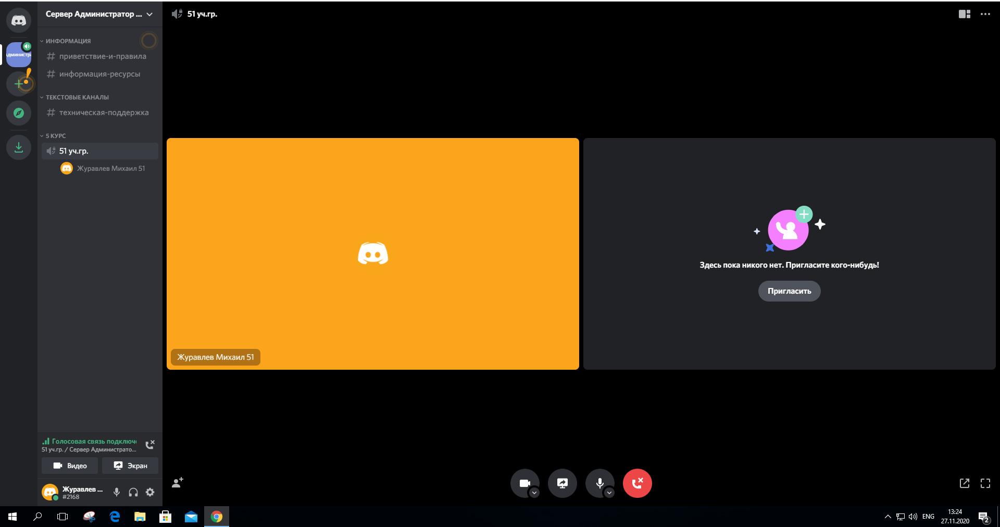 Сервер Администратор ...
Администра
ИНФОРМАЦИЯ
приветствие-и-правила
информация-ресурсы
ТЕКСТОВЫЕ КАНАЛЫ
техническая-поддержка
5 КУРС
51 уч.гр.
Журавлев Михаил 51
Голосовая связь подключе
51 уч.гр. / Сервер Администрато...
Видео
Экран
Журавлев ...
#2168
51 уч.гр.
Журавлев Михаил 51
Здесь пока никого нет. Пригласите кого-нибудь!
Пригласить
ENG
13:24
27.11.2020
2